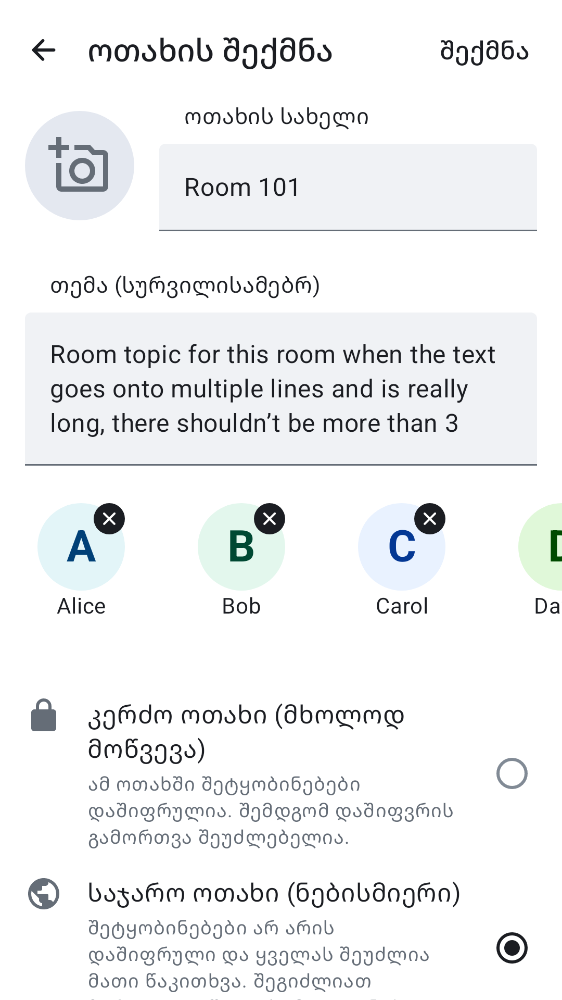 ოთახის შექმნა
შექმნა
ოთახის სახელი
Room 101
თემა (სურვილისამებრ)
Room topic for this room when the text
goes onto multiple lines and is really
long, there shouldn’t be more than 3
A
B
C
Alice
Bob
Carol
Da
კერძო ოთახი (მხოლოდ
მოწვევა)
ამ ოთახში შეტყობინებები
დაშიფრულია. შემდგომ დაშიფვრის
გამორთვა შეუძლებელია.
საჯარო ოთახი (ნებისმიერი)
შეტყობინებები არ არის
დაშიფრული და ყველას შეუძლია
მათი წაკითხვა. შეგიძლიათ